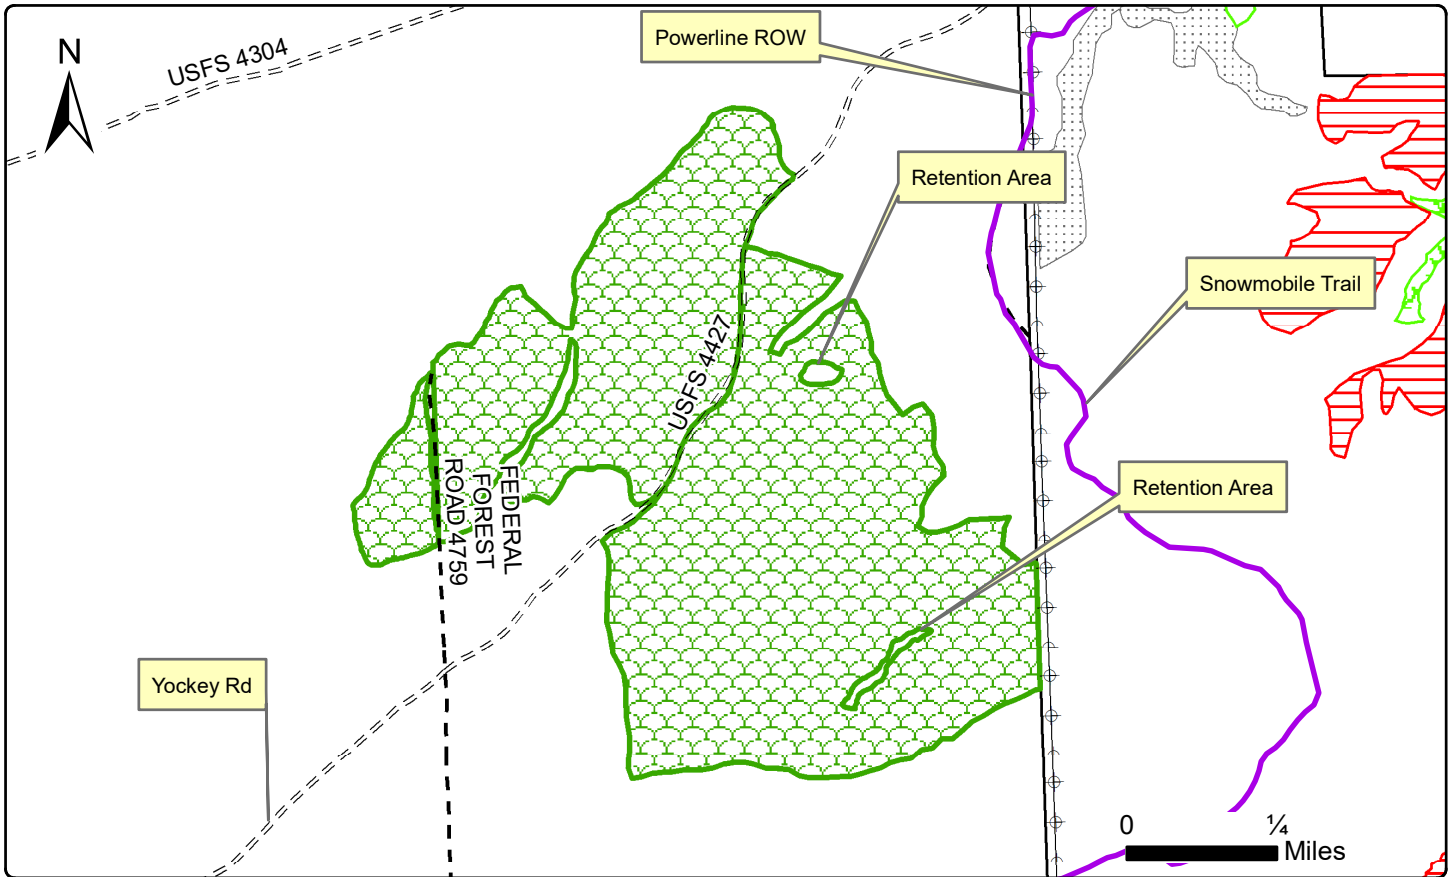 N
USFS 4304
Powerline ROW
Retention Area
Snowmobile Trail
USFS 4427
FEDERAL
FOREST
ROAD 4759
Retention Area
Yockey Rd
0 ¼
Miles